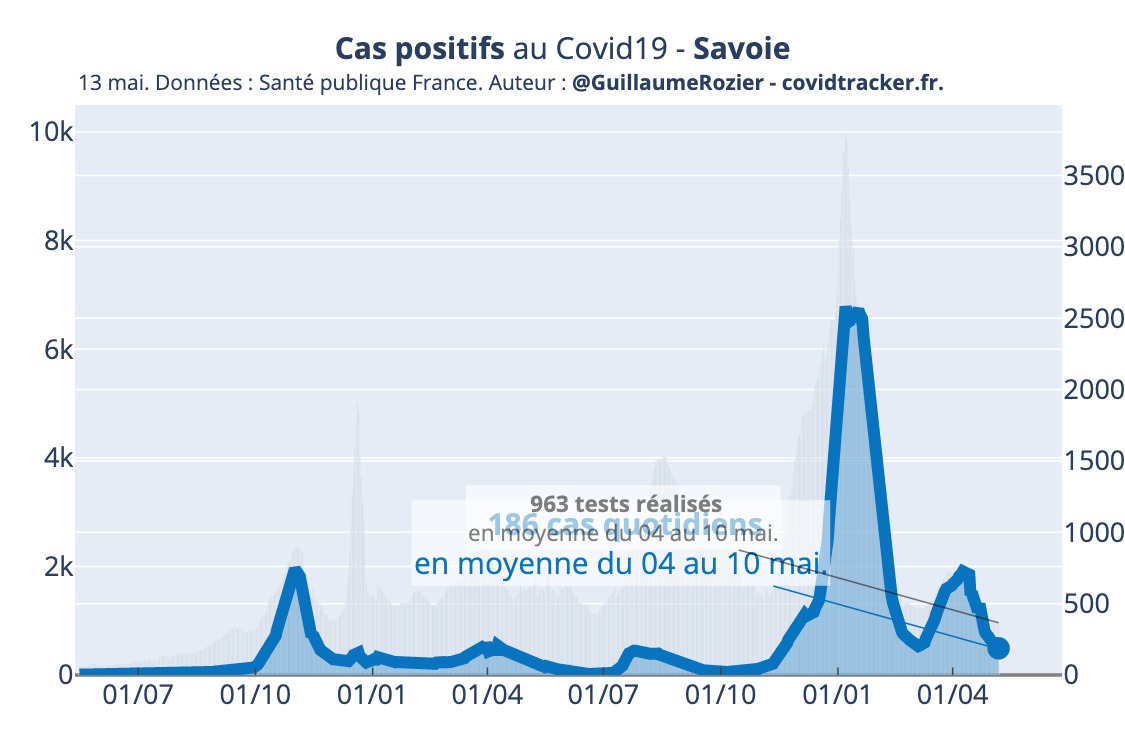 Cas positifs au Covid19 - Savoie
13 mai. Données : Santé publique France. Auteur : @GuillaumeRozier - covidtracker.fr.
10k
8k
6k
4k
2k
0
3500
3000
2500
2000
1500
1000
500
0
963 tests réalisés
186 cas quotidiens
en moyenne du 04 au 10 mai.
en moyenne du 04 au 10 mai.
01/07
01/10
01/01
01/04
01/07
01/10
01/01
01/04